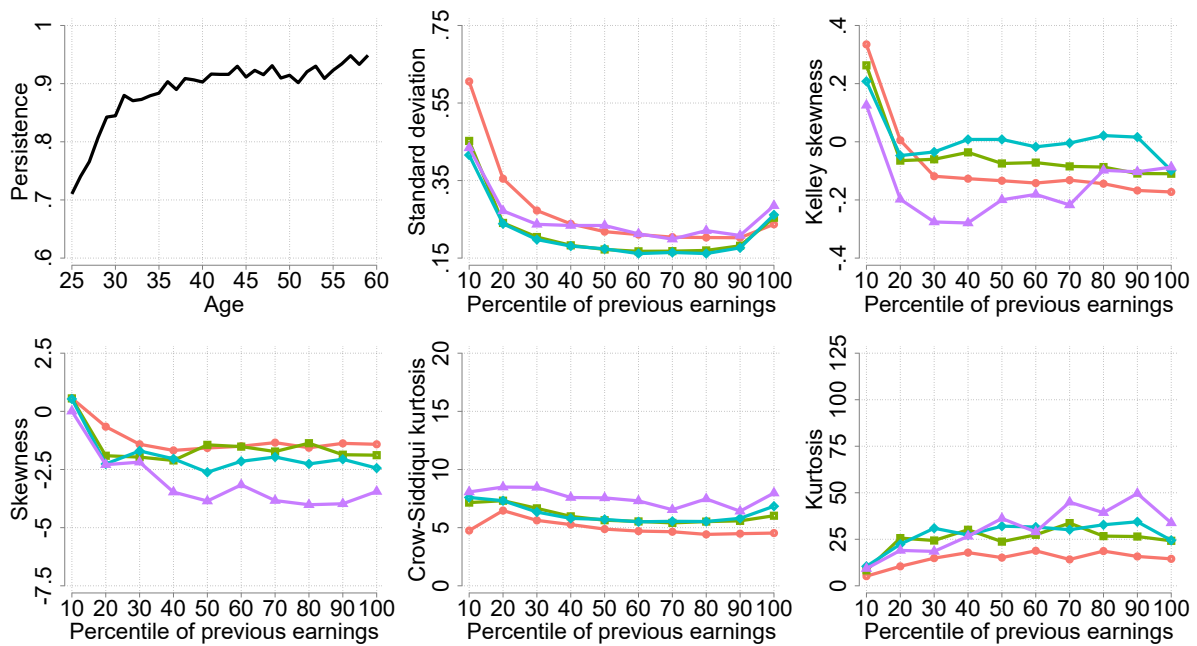 Persistence
1
.9
.8
.7
.6
25 30 35 40 45 50 55 60
Age
Standard deviation
.75
.55
.35
.15
10 20 30 40 50 60 70 80 90 100
Percentile of previous earnings
Kelley skewness
.4
.2
0
-.2
-.4
10 20 30 40 50 60 70 80 90 100
Percentile of previous earnings
Skewness
2.5
0
-2.5
-5
-7.5
10 20 30 40 50 60 70 80 90 100
Percentile of previous earnings
Crow-Siddiqui kurtosis
20
15
10
5
0
10 20 30 40 50 60 70 80 90 100
Percentile of previous earnings
Kurtosis
125
100
75
50
25
0
10 20 30 40 50 60 70 80 90 100
Percentile of previous earnings